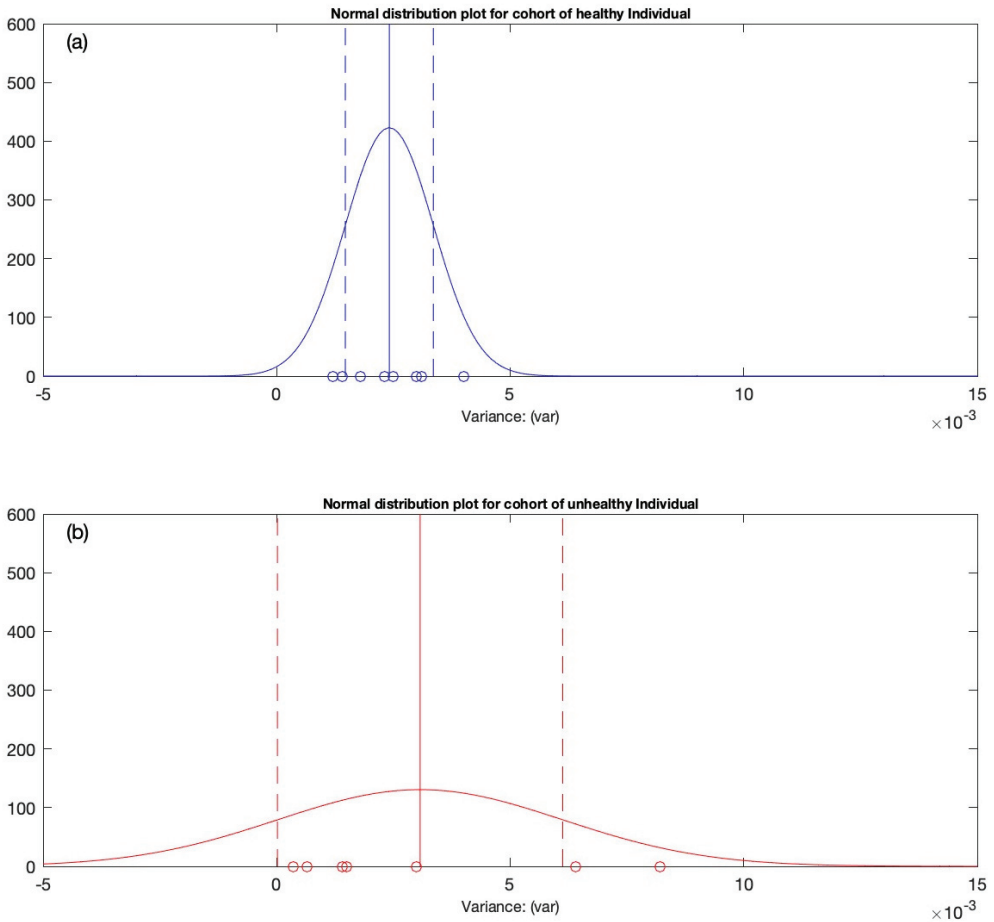 Normal distribution plot for cohort of healthy Individual
(a)
600
500
400
300
200
100
0
-5 0 5 10 15
Variance: (var)
×10-3
Normal distribution plot for cohort of unhealthy Individual
(b)
600
500
400
300
200
100
0
-5 0 5 10 15
Variance: (var)
×10-3